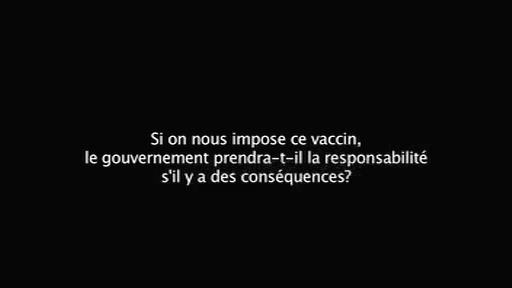 Si on nous impose ce vaccin,
le gouvernement prendra-t-il la responsabilité
s'il y a des conséquences?